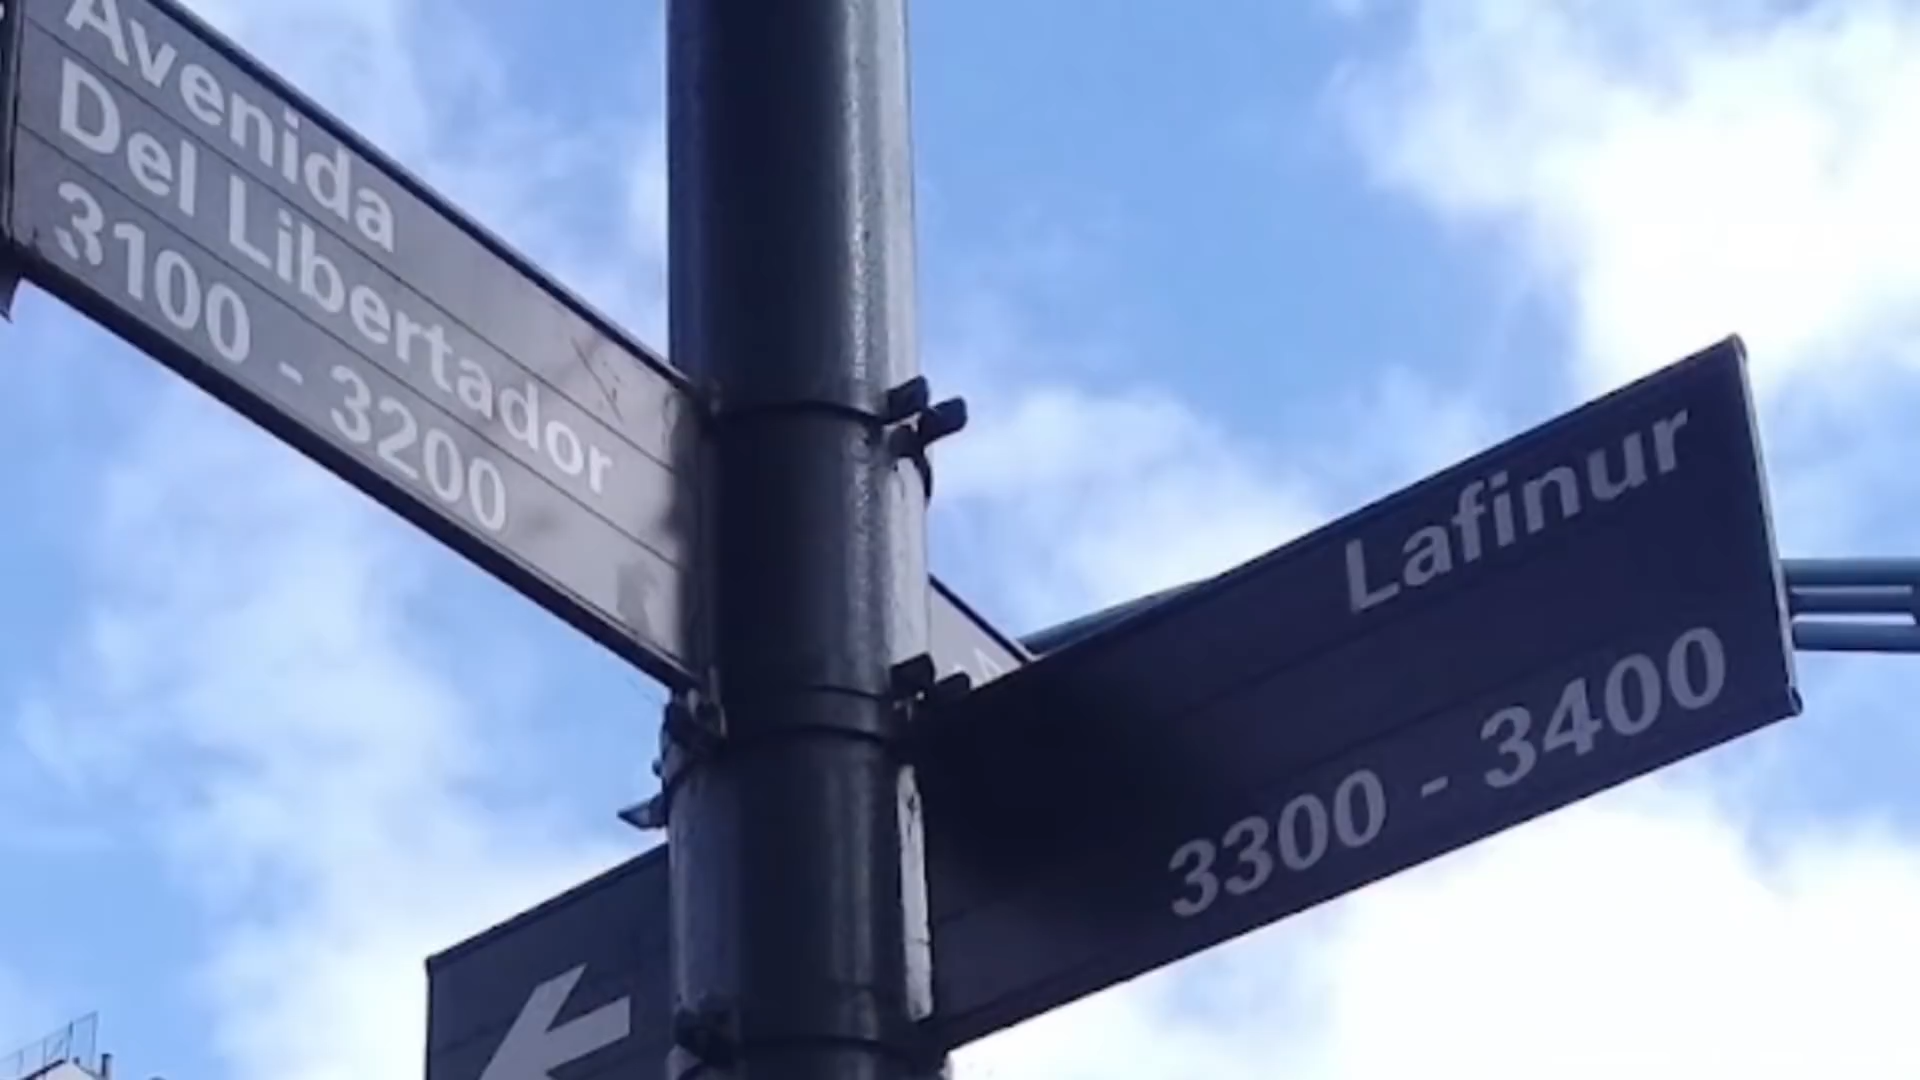 Avenida
Del Libertador
3100 - 3200
Lafinur
3300 - 3400